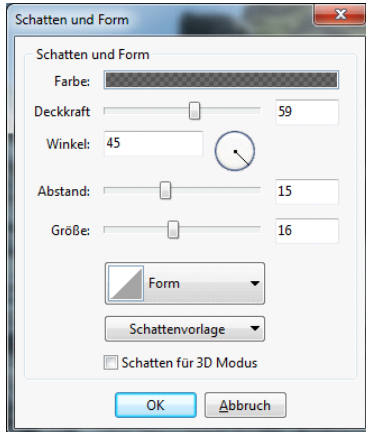 Schatten und Form
Schatten und Form
Farbe:
Deckkraft 59
Winkel: 45
Abstand: 15
Größe: 16
Form
Schattenvorlage
Schatten für 3D Modus
OK Abbruch